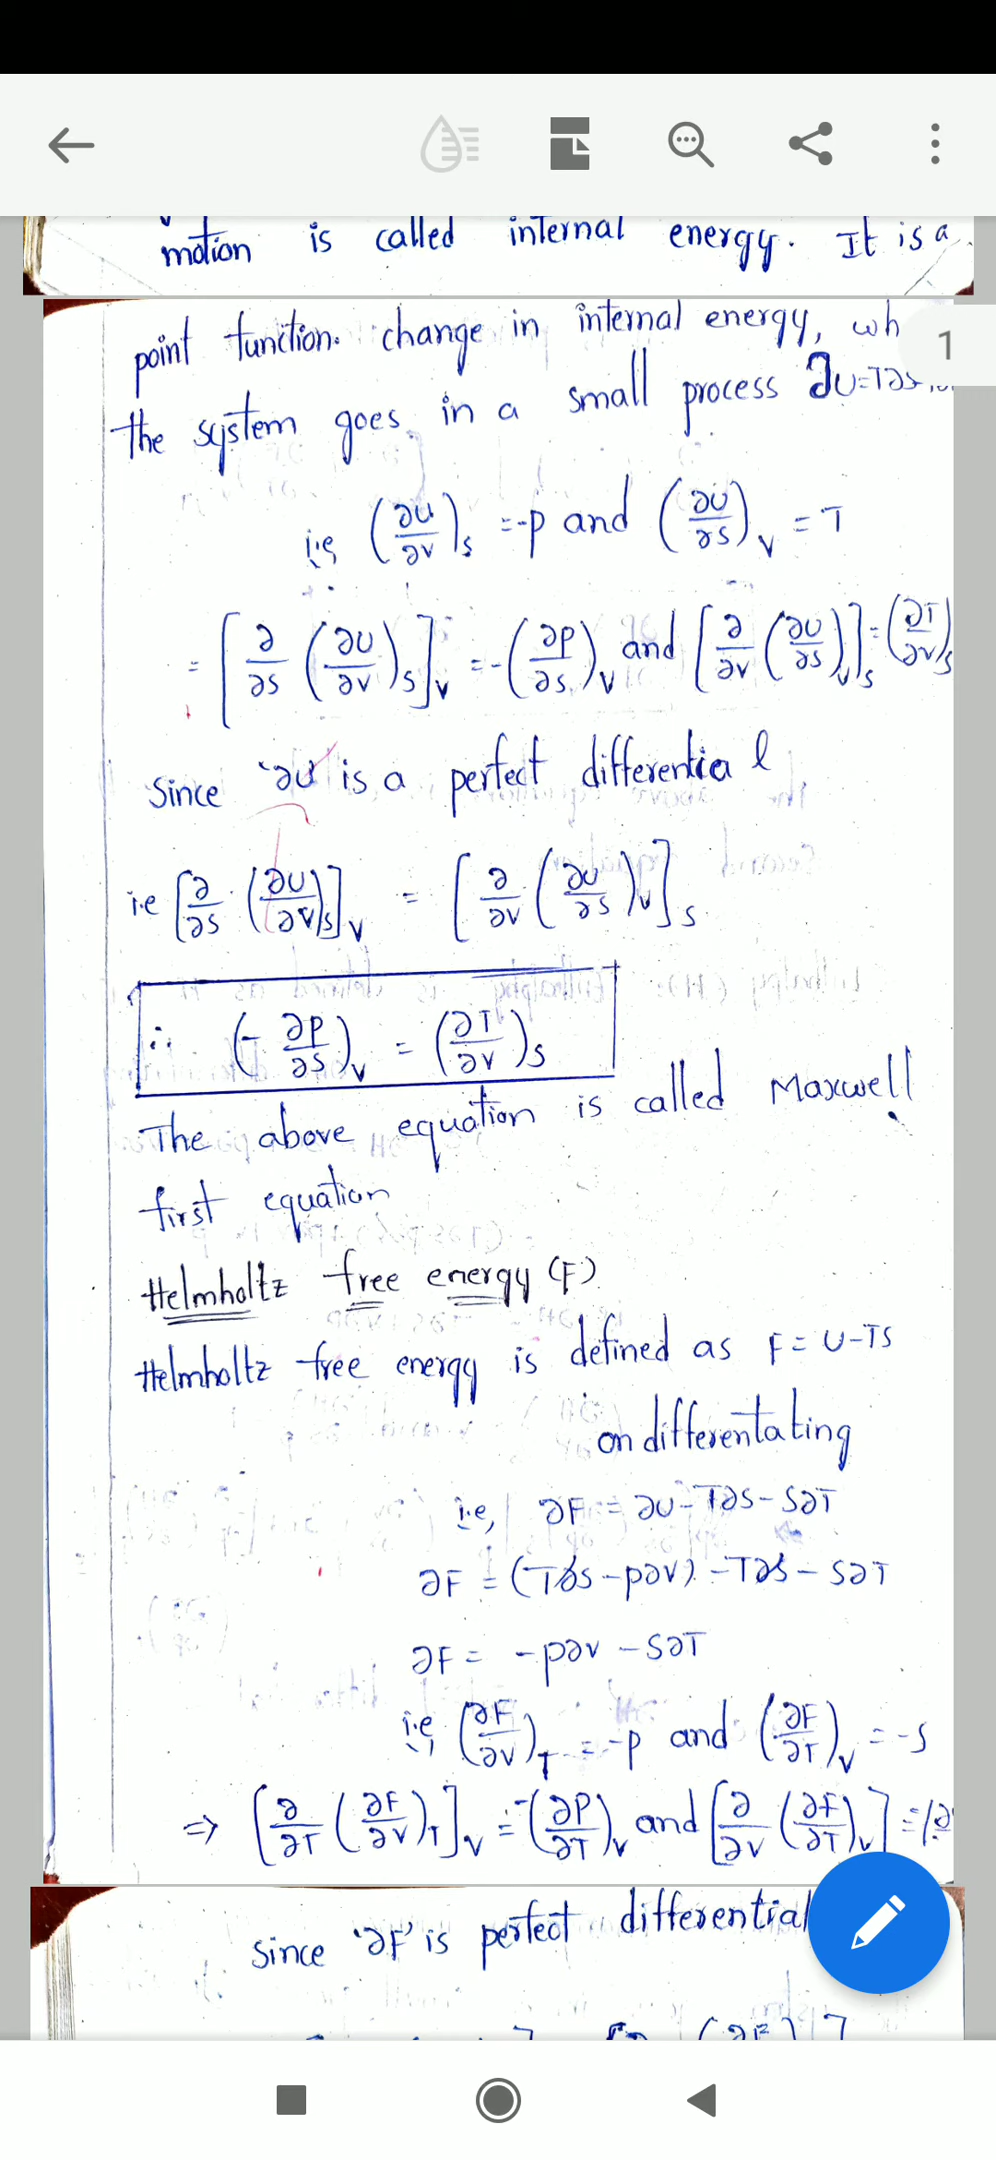 motion is called internal energy. It is a
1
point function. change in internal energy, wh
the system goes in a small process ∂U=T∂S
i.e (∂U/∂V)s =-p and (∂U/∂S)v = T
= [∂/∂S (∂U/∂V)s]v = -(∂P/∂S)v and [∂/∂V (∂U/∂S)v]s = (∂T/∂V)s
Since '∂U' is a perfect differential
i.e [∂/∂S (∂U/∂V)s]v = [∂/∂V (∂U/∂S)v]s
∴ (- ∂P/∂S)v = (∂T/∂V)s
The above equation is called Maxwell
first equation
Helmholtz free energy (F)
Helmholtz free energy is defined as F = U-TS
on differentating
i.e, ∂F = ∂U-T∂S-S∂T
∂F = (T∂S-p∂V) -T∂S-S∂T
∂F = -p∂V -S∂T
i.e, (∂F/∂V)T = -p and (∂F/∂T)v = -S
⇒ [∂/∂T (∂F/∂V)T]v = -(∂P/∂T)v and [∂/∂V (∂F/∂T)v] =
Since '∂F' is perfect differential